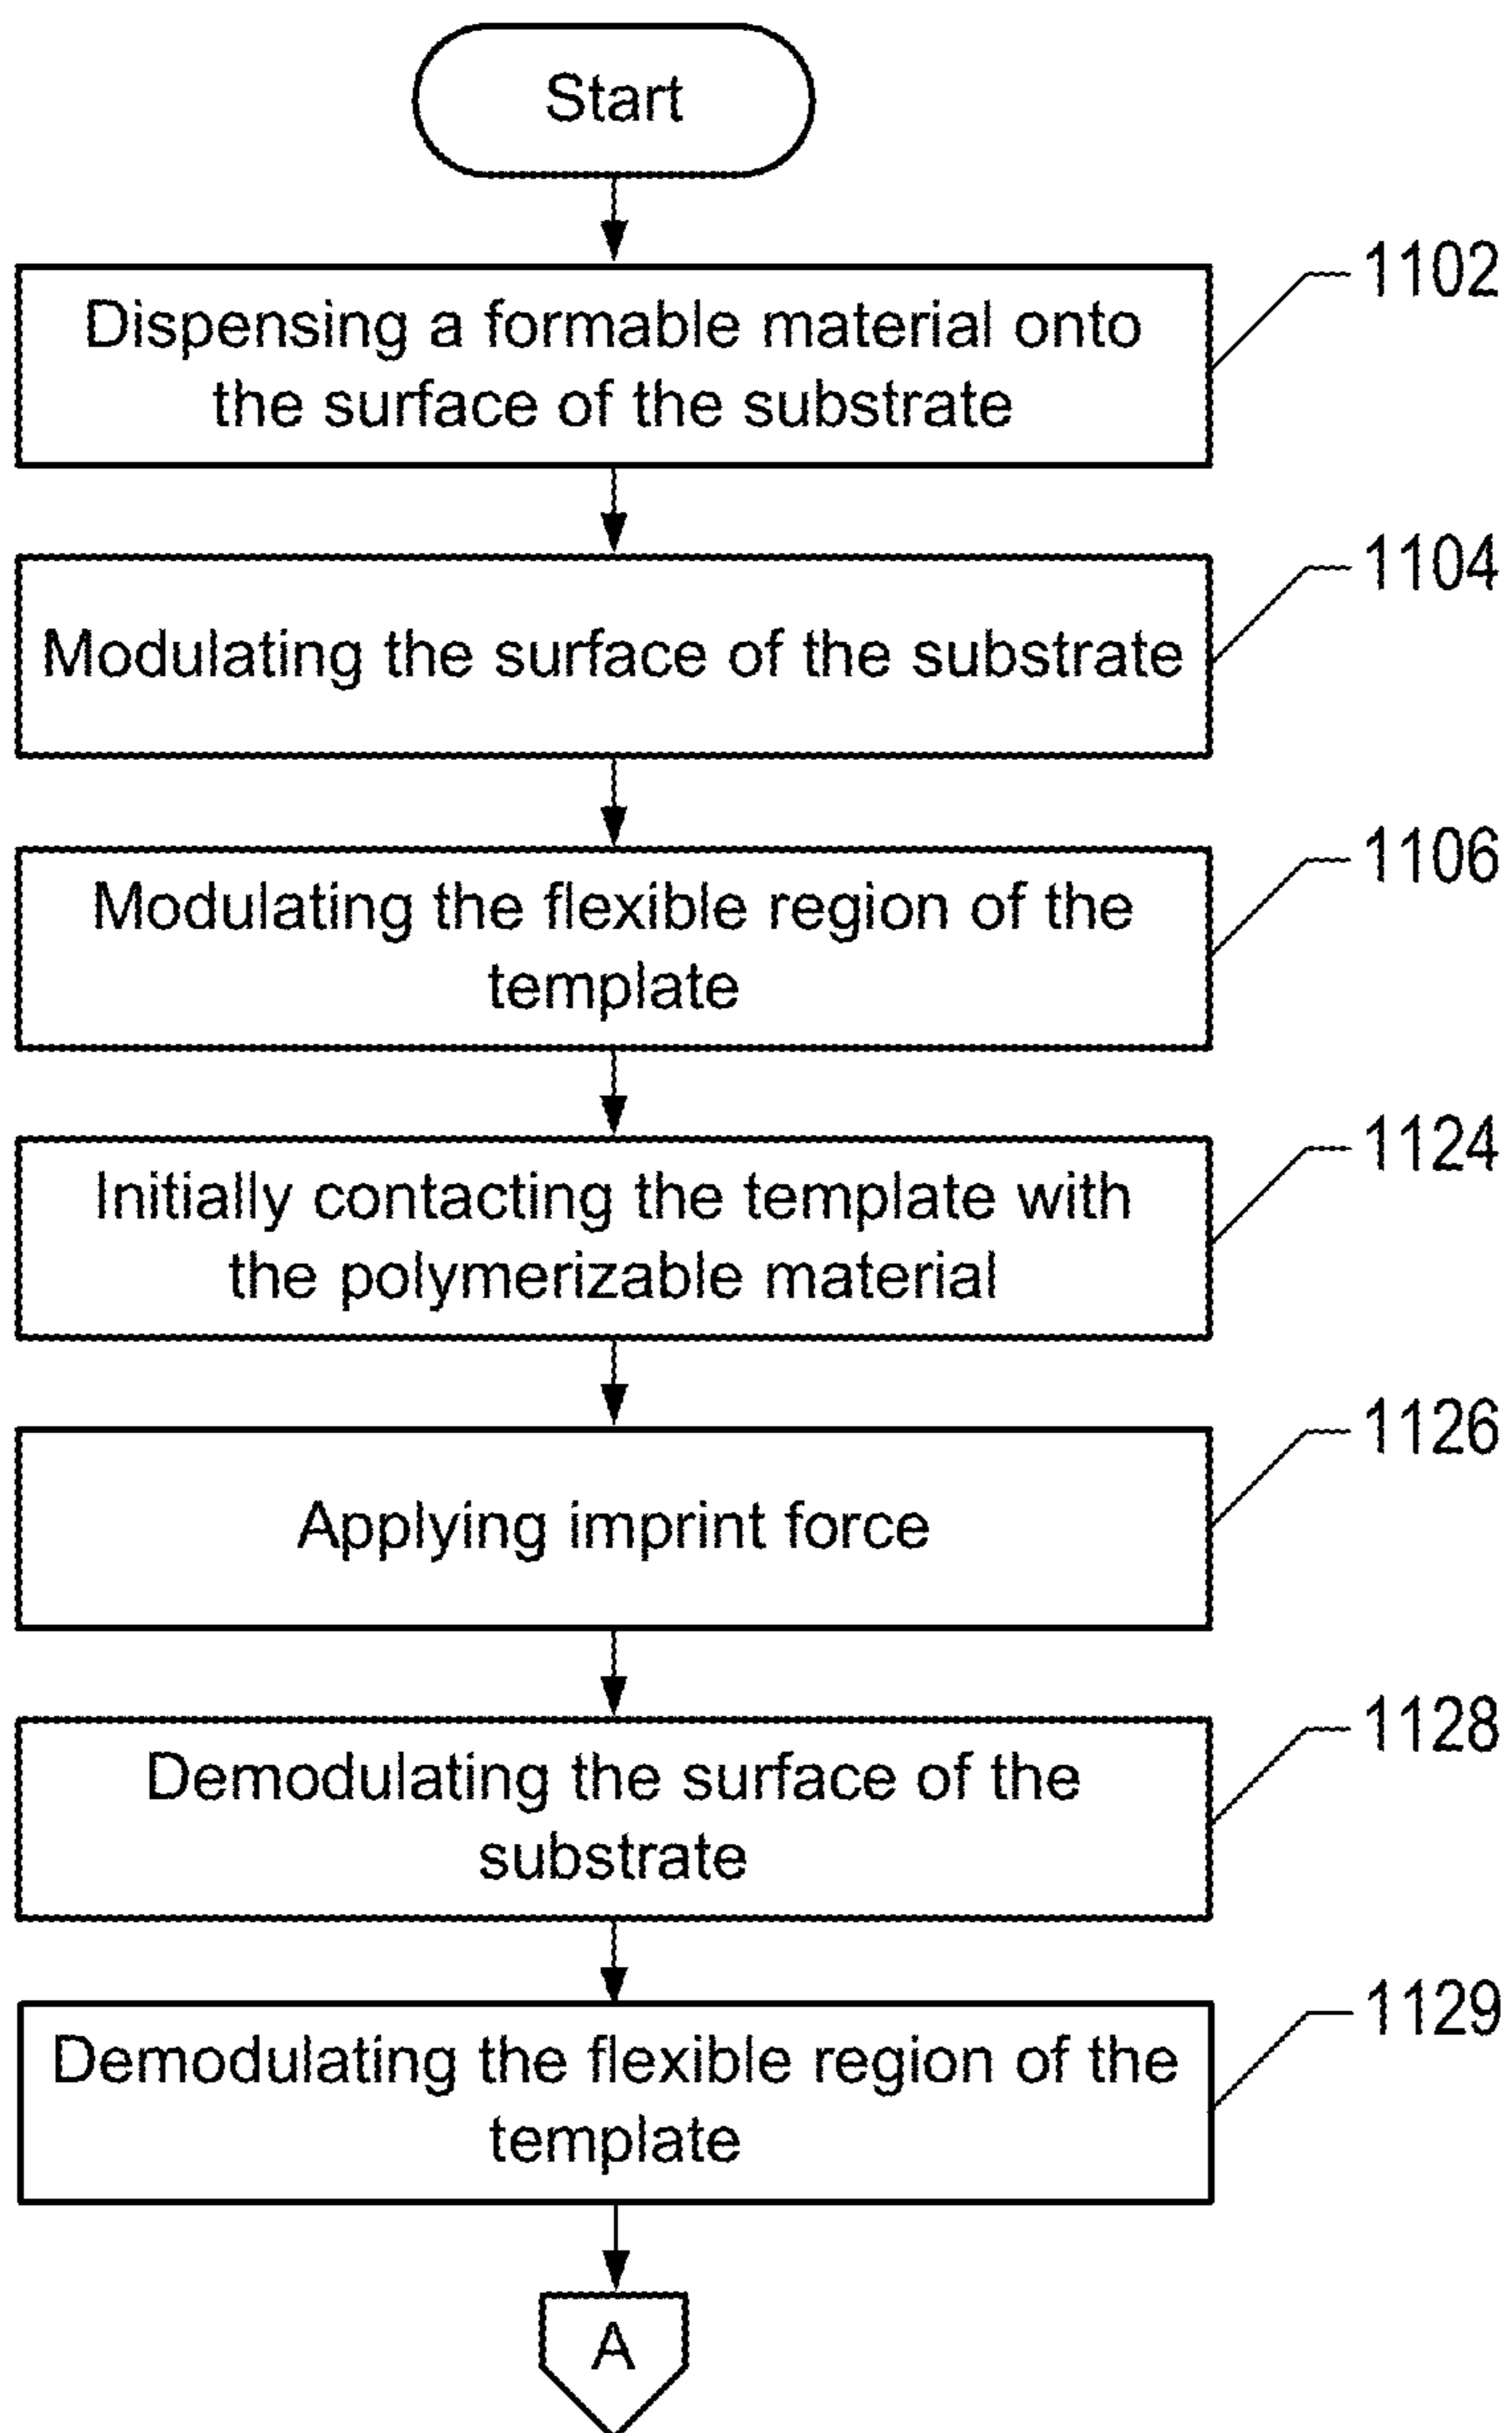 Start
1102
Dispensing a formable material onto
the surface of the substrate
1104
Modulating the surface of the substrate
1106
Modulating the flexible region of the
template
1124
Initially contacting the template with
the polymerizable material
1126
Applying imprint force
1128
Demodulating the surface of the
substrate
1129
Demodulating the flexible region of the
template
A